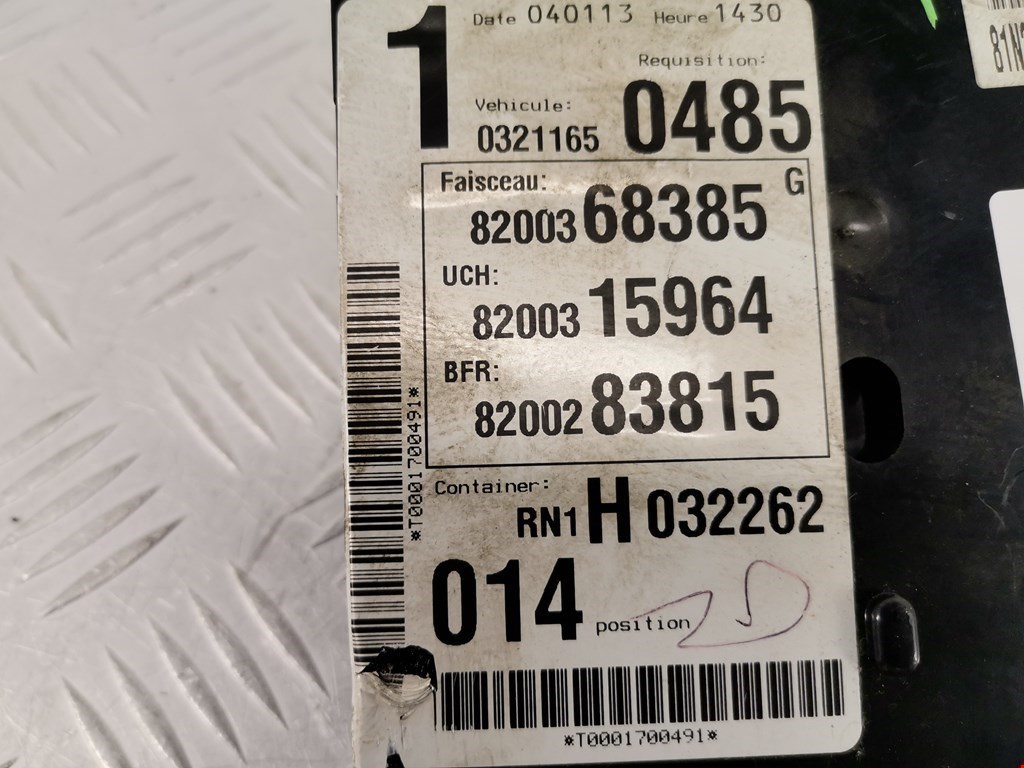 1
Date 040113 Heure 1430
Requisition:
Vehicule:
0321165 0485
Faisceau: G
82003 68385
UCH:
82003 15964
BFR:
82002 83815
Container:
RN1 H 032262
014 position
*T0001700491*
*T0001700491*